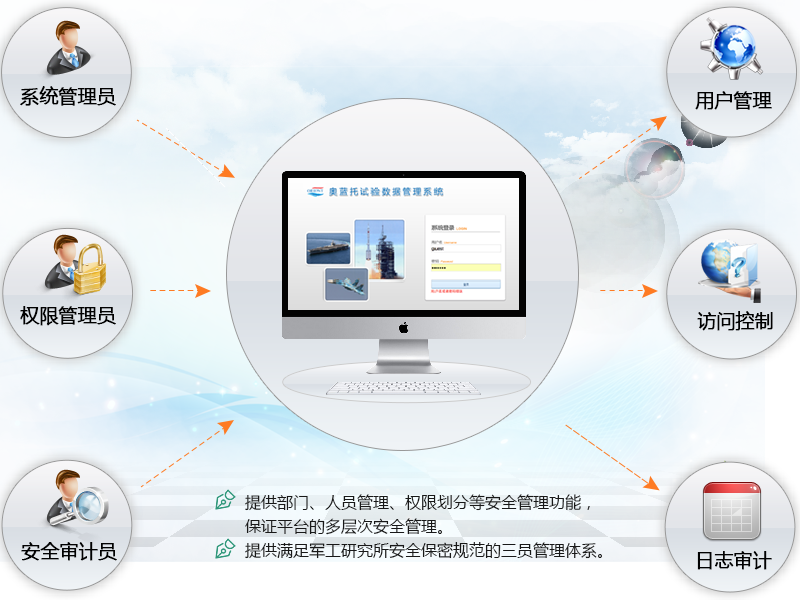 系统管理员
用户管理
奥蓝托试验数据管理系统
系统登录
用户名
guest
密码
权限管理员
访问控制
安全审计员
日志审计
提供部门、人员管理、权限划分等安全管理功能，
保证平台的多层次安全管理。
提供满足军工研究所安全保密规范的三员管理体系。